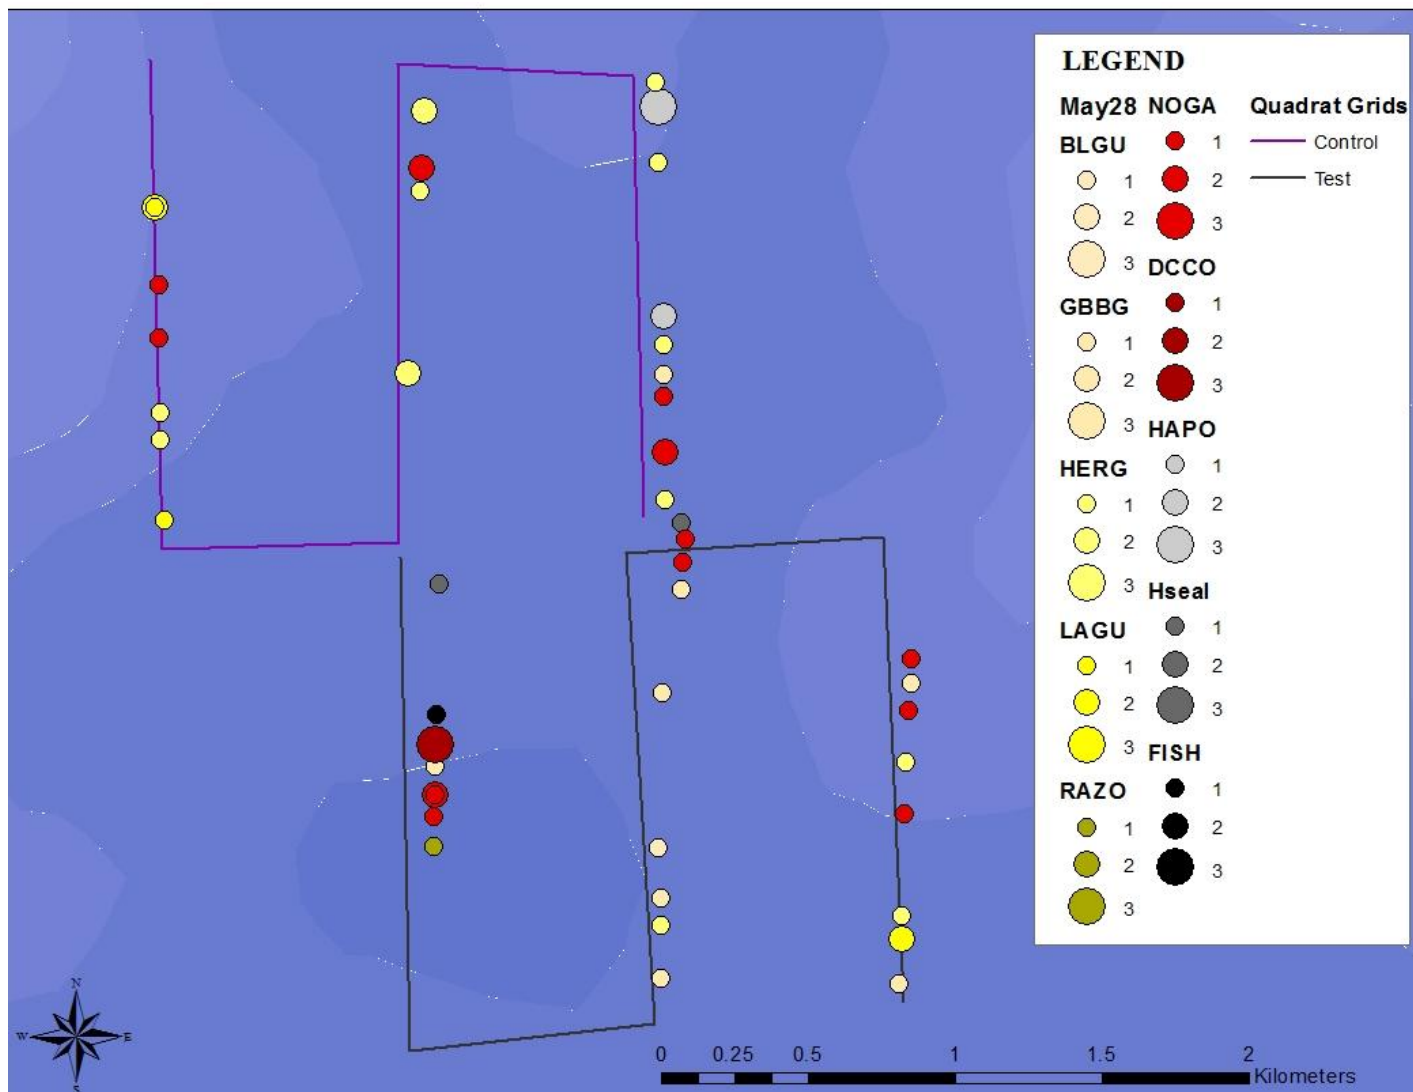 LEGEND
May28
BLGU
1
2
3
GBBG
1
2
3
HERG
1
2
3
LAGU
1
2
3
RAZO
1
2
3
NOGA
1
2
3
DCCO
1
2
3
HAPO
1
2
3
Hseal
1
2
3
FISH
1
2
3
Quadrat Grids
Control
Test
N
W
E
S
0 0.25 0.5 1 1.5 2
Kilometers